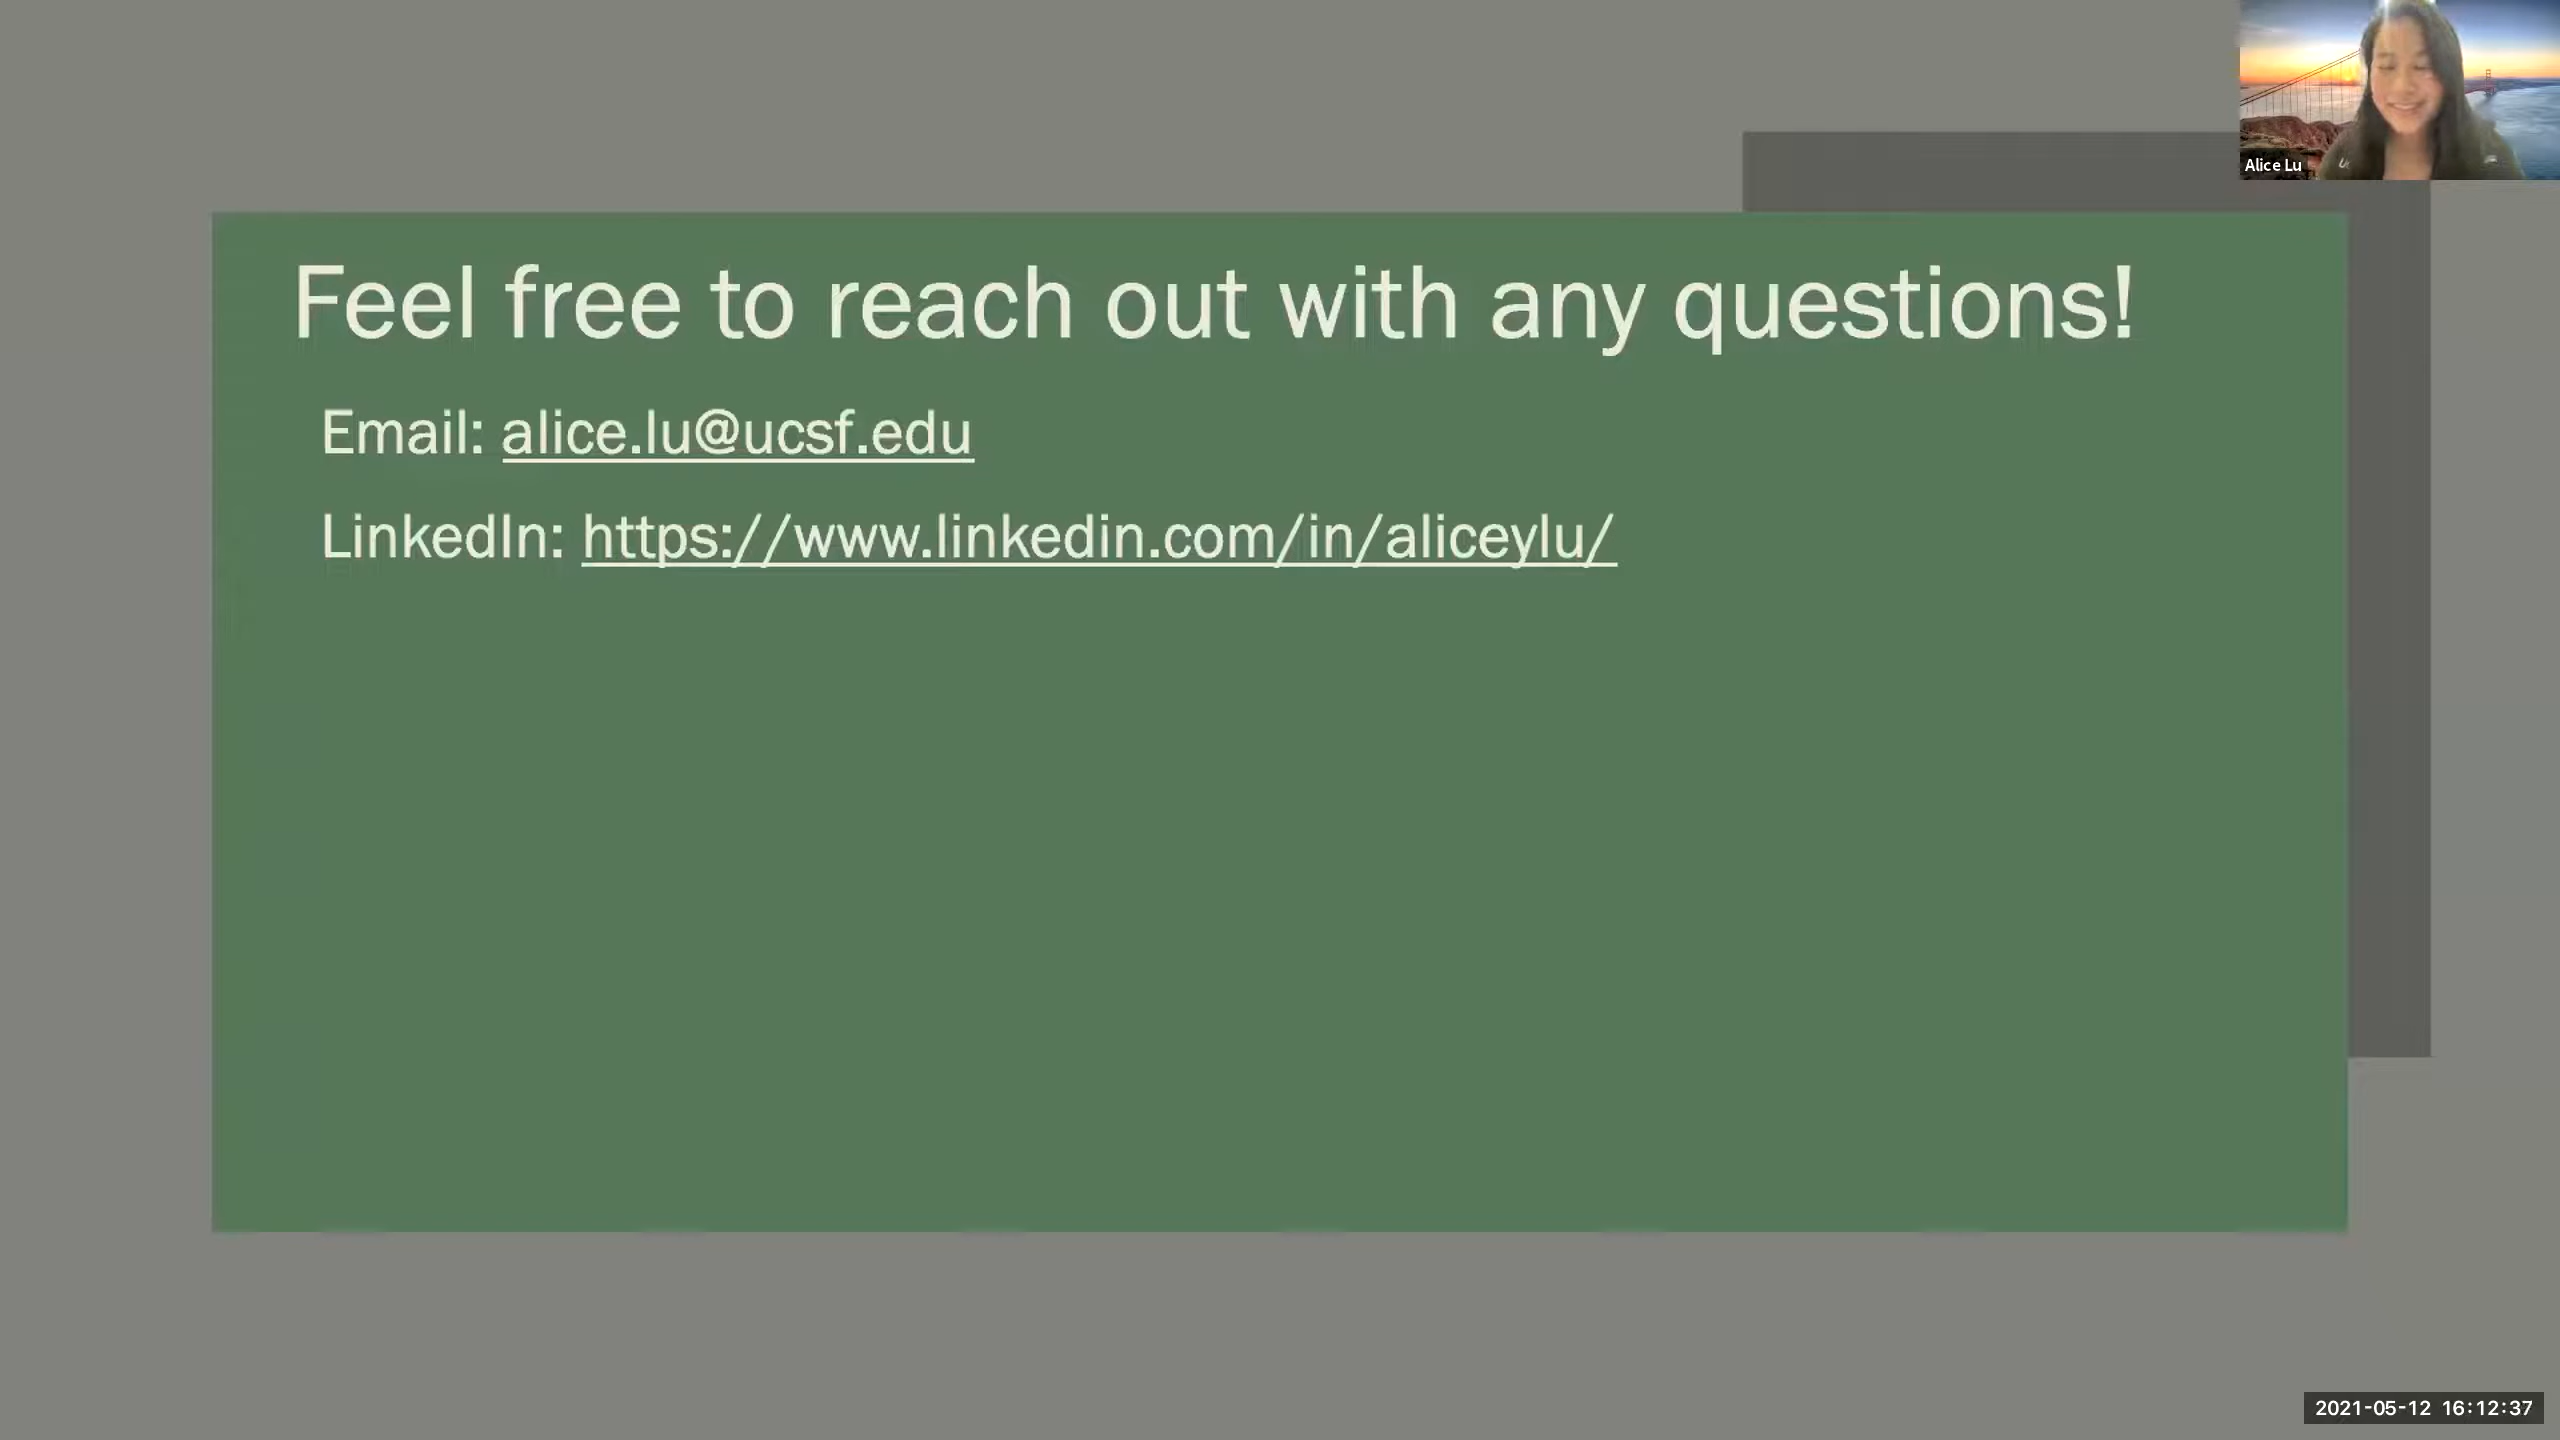 Alice Lu
Feel free to reach out with any questions!
Email: alice.lu@ucsf.edu
LinkedIn: https://www.linkedin.com/in/aliceylu/
2021-05-12 16:12:37